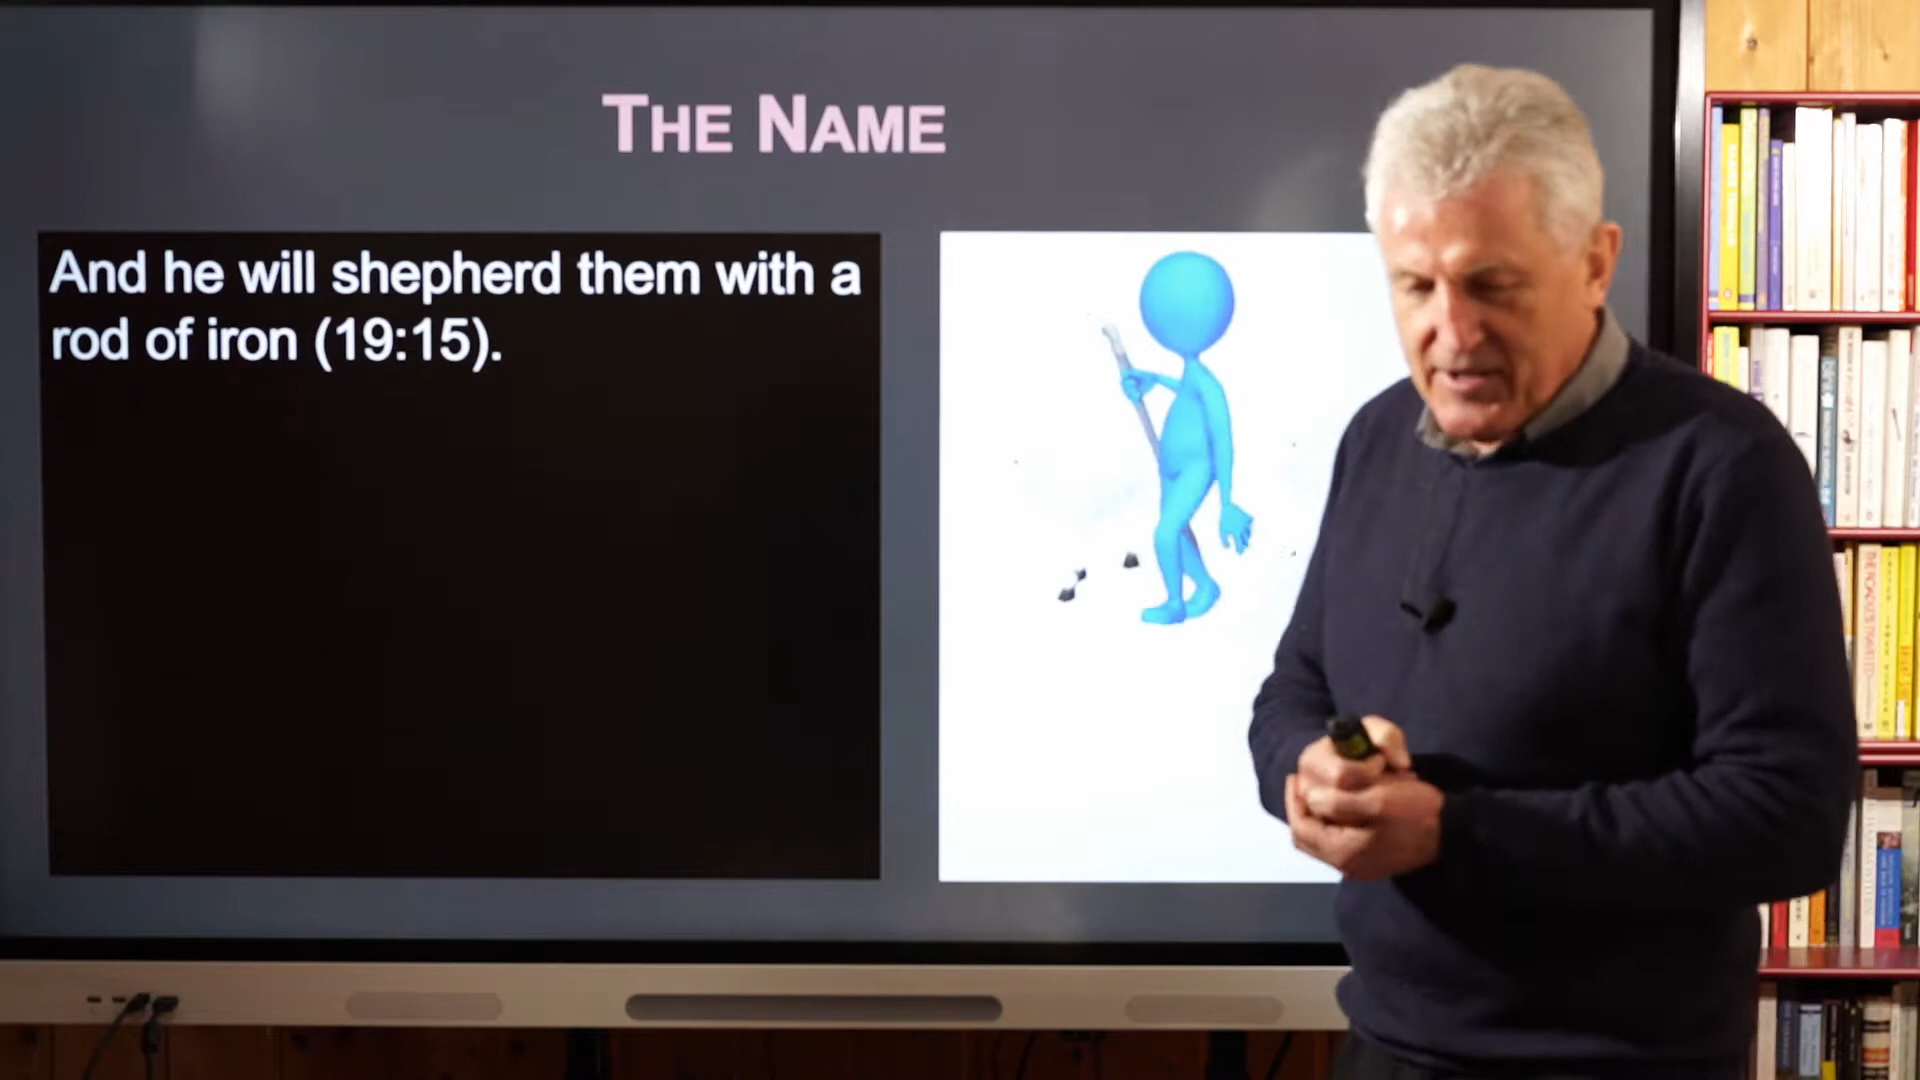 THE NAME
And he will shepherd them with a
rod of iron (19:15).